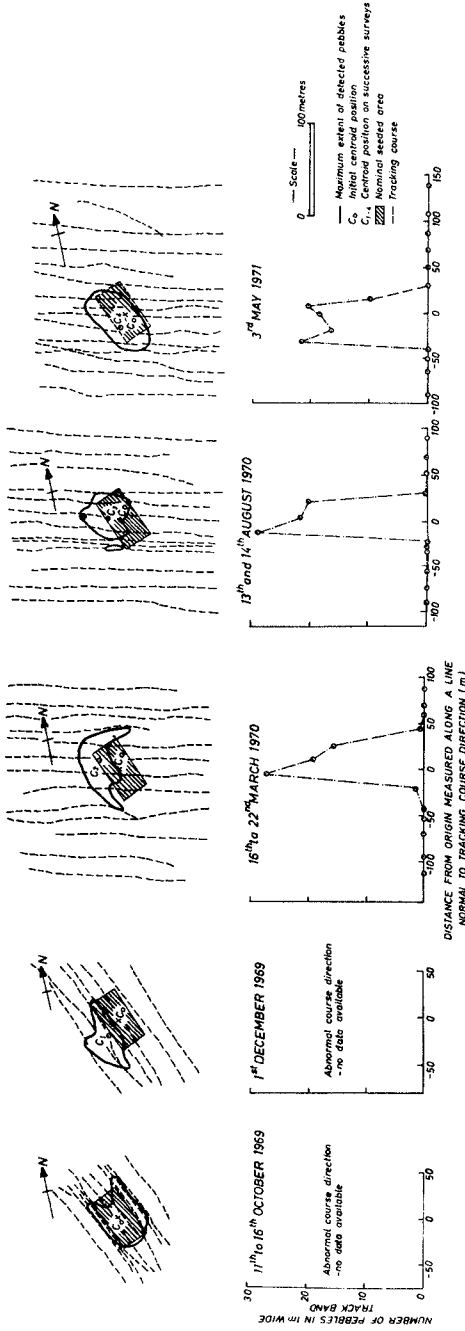 N
C₀
N
C₁
C₀
N
C₂
C₀
N
C₃
C₀
N
C₄
C₀
— Scale —
0 100 metres
Maximum extent of detected pebbles
C₀ Initial centroid position
C₁₋₄ Centroid position on successive surveys
Nominal seeded area
Tracking course
NUMBER OF PEBBLES IN 1m WIDE
TRACK BAND
30
20
10
0
11th to 16th OCTOBER 1969
Abnormal course direction
- no data available
-50 0 50
1st DECEMBER 1969
Abnormal course direction
- no data available
-50 0 50
16th to 22nd MARCH 1970
-100 -50 0 50 100
13th and 14th AUGUST 1970
-100 -50 0 50 100
3rd MAY 1971
-100 -50 0 50 100 150
DISTANCE FROM ORIGIN MEASURED ALONG A LINE
NORMAL TO TRACKING COURSE DIRECTION (m)